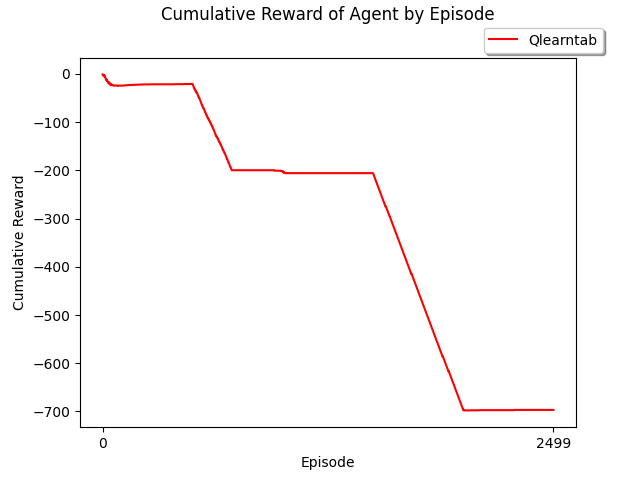 Cumulative Reward of Agent by Episode
Qlearntab
0
−100
−200
−300
−400
−500
−600
−700
Cumulative Reward
0
2499
Episode